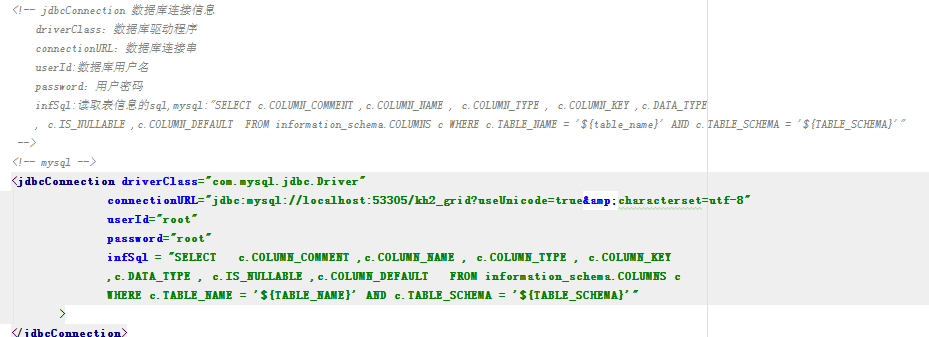 <!-- jdbcConnection 数据库连接信息
driverClass: 数据库驱动程序
connectionURL: 数据库连接串
userId:数据库用户名
password: 用户密码
infSql:读取表信息的sql,mysql:"SELECT c.COLUMN_COMMENT ,c.COLUMN_NAME , c.COLUMN_TYPE , c.COLUMN_KEY ,c.DATA_TYPE
, c.IS_NULLABLE ,c.COLUMN_DEFAULT FROM information_schema.COLUMNS c WHERE c.TABLE_NAME = '${table_name}' AND c.TABLE_SCHEMA = '${TABLE_SCHEMA}'"
-->
<!-- mysql -->
<jdbcConnection driverClass="com.mysql.jdbc.Driver"
connectionURL="jdbc:mysql://localhost:53305/kh2_grid?useUnicode=true&amp;characterset=utf-8"
userId="root"
password="root"
infSql = "SELECT c.COLUMN_COMMENT ,c.COLUMN_NAME , c.COLUMN_TYPE , c.COLUMN_KEY
,c.DATA_TYPE , c.IS_NULLABLE ,c.COLUMN_DEFAULT FROM information_schema.COLUMNS c
WHERE c.TABLE_NAME = '${TABLE_NAME}' AND c.TABLE_SCHEMA = '${TABLE_SCHEMA}'"
>
</jdbcConnection>